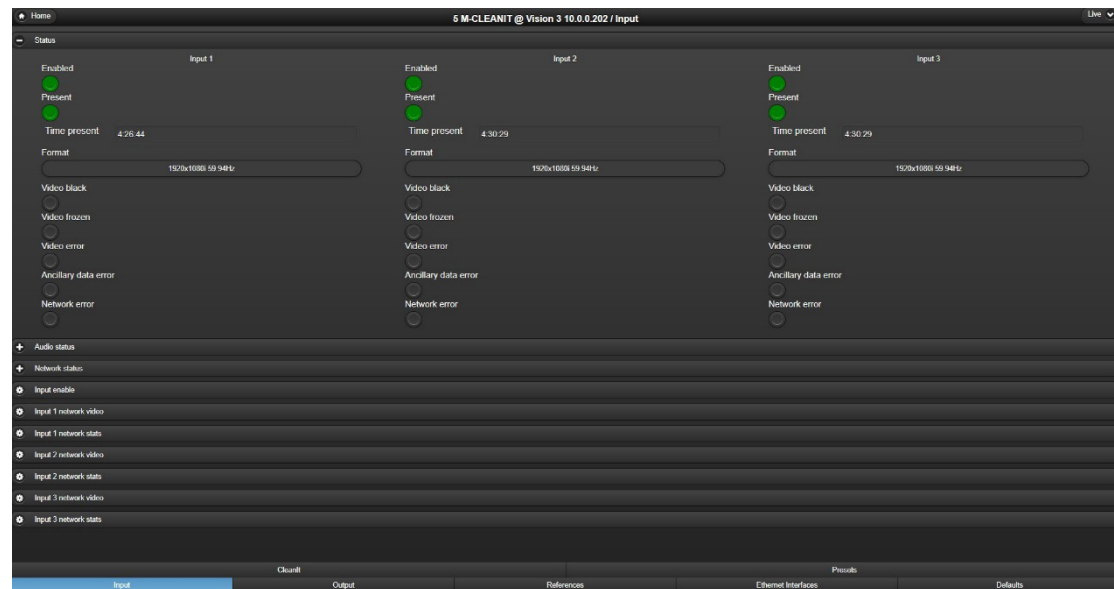 Home 5 M-CLEANIT @ Vision 3 10.0.0.202 / Input Live
Status
Input 1 Input 2 Input 3
Enabled Enabled Enabled
Present Present Present
Time present 4:26:44 Time present 4:30:29 Time present 4:30:29
Format Format Format
1920x1080i 59.94Hz 1920x1080i 59.94Hz 1920x1080i 59.94Hz
Video black Video black Video black
Video frozen Video frozen Video frozen
Video error Video error Video error
Ancillary data error Ancillary data error Ancillary data error
Network error Network error Network error
Audio status
Network status
Input enable
Input 1 network video
Input 1 network stats
Input 2 network video
Input 2 network stats
Input 3 network video
Input 3 network stats
CleanIt Presets
Input Output References Ethernet Interfaces Defaults